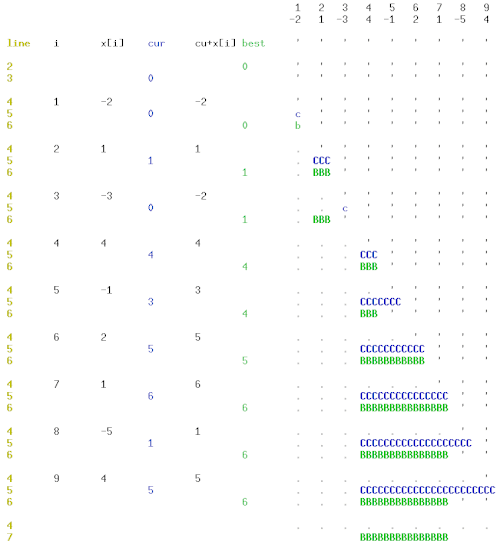 1 2 3 4 5 6 7 8 9
-2 1 -3 4 -1 2 1 -5 4
line i x[i] cur cu+x[i] best ' ' ' ' ' ' ' ' '
2 0 ' ' ' ' ' ' ' ' '
3 0 ' ' ' ' ' ' ' ' '
4 1 -2 -2 ' ' ' ' ' ' ' ' '
5 0 c ' ' ' ' ' ' ' '
6 0 b ' ' ' ' ' ' ' '
4 2 1 1 . ' ' ' ' ' ' ' '
5 1 . CCC ' ' ' ' ' ' '
6 1 . BBB ' ' ' ' ' ' '
4 3 -3 -2 . . ' ' ' ' ' ' '
5 0 . . c ' ' ' ' ' '
6 1 . BBB ' ' ' ' ' ' '
4 4 4 4 . . . ' ' ' ' ' '
5 4 . . . CCC ' ' ' ' '
6 4 . . . BBB ' ' ' ' '
4 5 -1 3 . . . . ' ' ' ' '
5 3 . . . CCCCCCC ' ' ' '
6 4 . . . BBB ' ' ' ' '
4 6 2 5 . . . . . ' ' ' '
5 5 . . . CCCCCCCCCCC ' ' '
6 5 . . . BBBBBBBBBBB ' ' '
4 7 1 6 . . . . . . ' ' '
5 6 . . . CCCCCCCCCCCCCCC ' '
6 6 . . . BBBBBBBBBBBBBBB ' '
4 8 -5 1 . . . . . . . ' '
5 1 . . . CCCCCCCCCCCCCCCCCCC '
6 6 . . . BBBBBBBBBBBBBBB ' '
4 9 4 5 . . . . . . . . '
5 5 . . . CCCCCCCCCCCCCCCCCCCCCCC
6 6 . . . BBBBBBBBBBBBBBB ' '
4 . . . . . . . . .
7 BBBBBBBBBBBBBBB